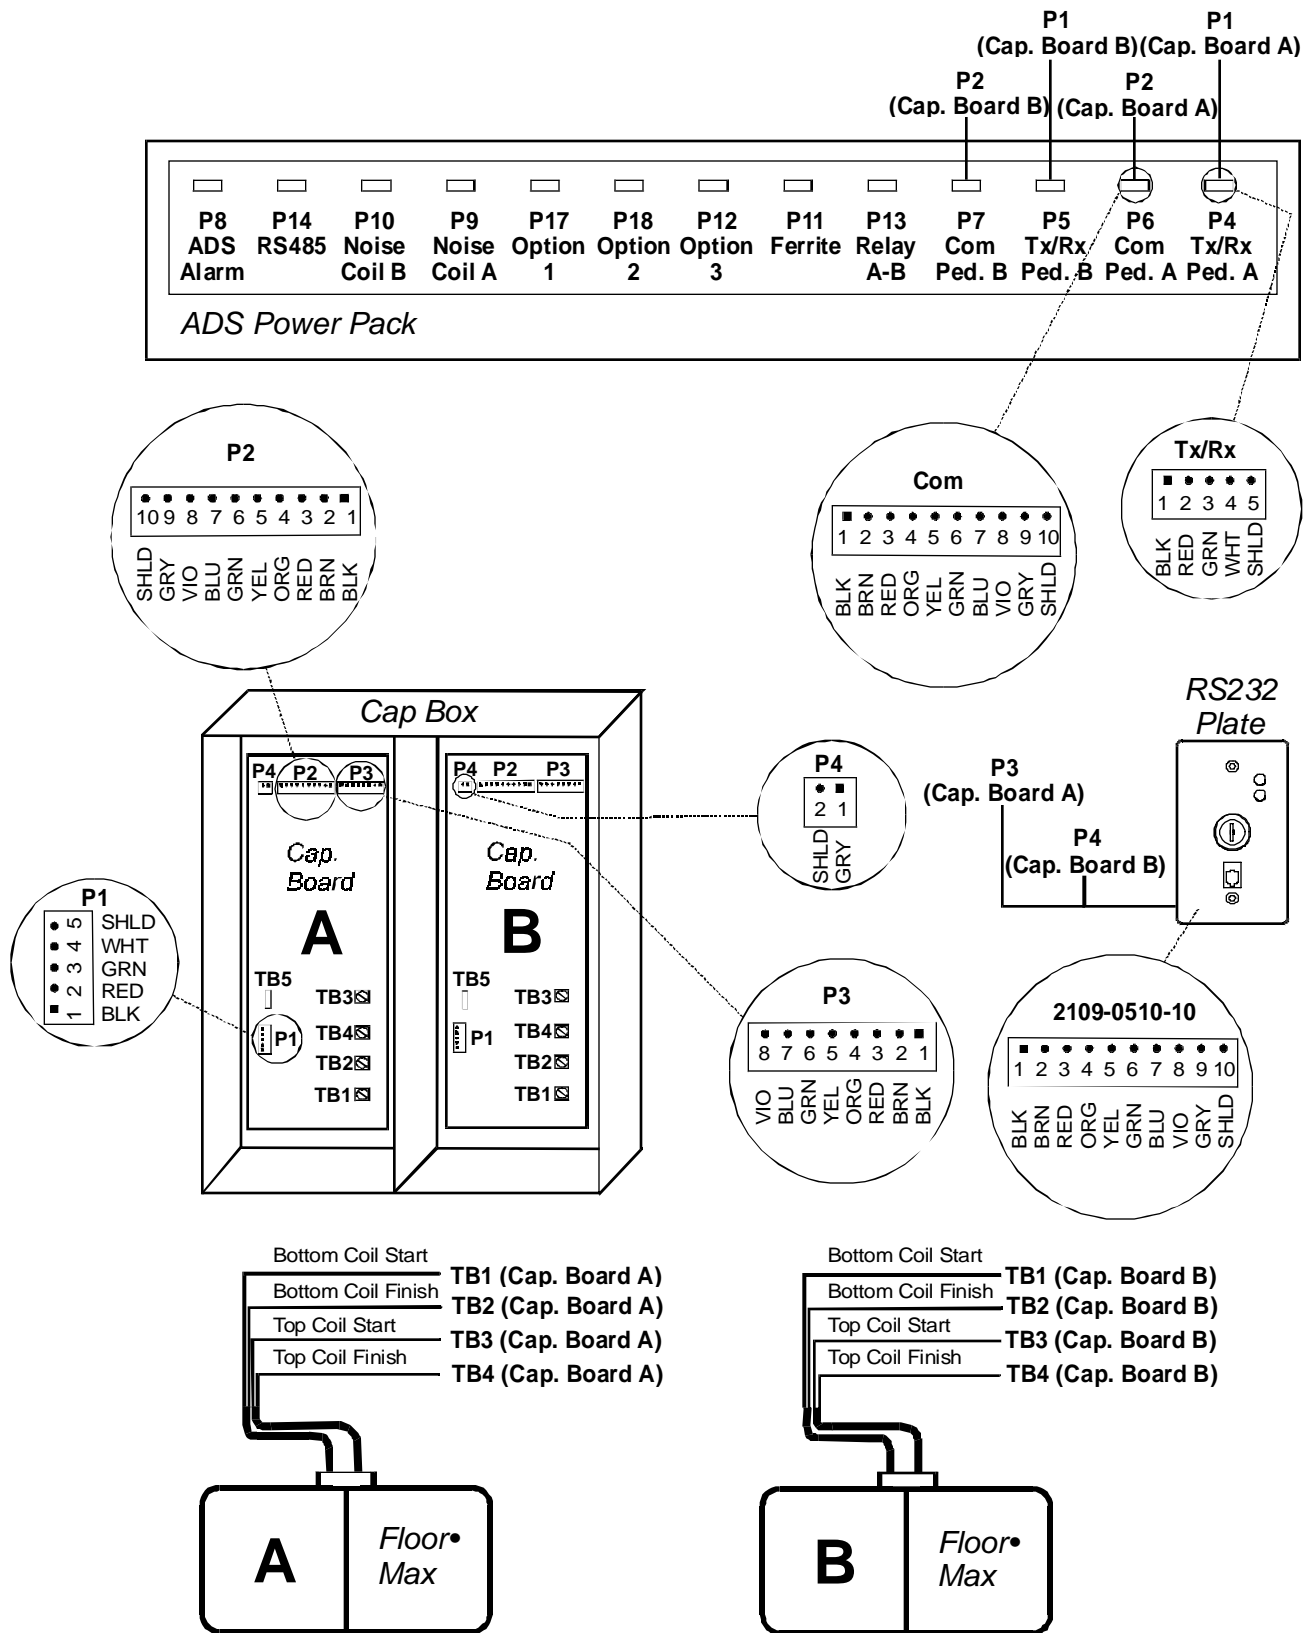 P1
(Cap. Board B)
P1
(Cap. Board A)
P2
(Cap. Board B)
P2
(Cap. Board A)
P8
ADS
Alarm
P14
RS485
P10
Noise
Coil B
P9
Noise
Coil A
P17
Option
1
P18
Option
2
P12
Option
3
P11
Ferrite
P13
Relay
A-B
P7
Com
Ped. B
P5
Tx/Rx
Ped. B
P6
Com
Ped. A
P4
Tx/Rx
Ped. A
ADS Power Pack
P2
10 9 8 7 6 5 4 3 2 1
SHLD GRY VIO BLU GRN YEL ORG RED BRN BLK
Com
1 2 3 4 5 6 7 8 9 10
BLK BRN RED ORG YEL GRN BLU VIO GRY SHLD
Tx/Rx
1 2 3 4 5
BLK RED GRN WHT SHLD
Cap Box
P4 P2 P3
Cap.
Board
A
TB5
P1
TB3
TB4
TB2
TB1
P4 P2 P3
Cap.
Board
B
TB5
P1
TB3
TB4
TB2
TB1
P1
5 SHLD
4 WHT
3 GRN
2 RED
1 BLK
P4
2 1
SHLD GRY
RS232
Plate
P3
(Cap. Board A)
P4
(Cap. Board B)
P3
8 7 6 5 4 3 2 1
VIO BLU GRN YEL ORG RED BRN BLK
2109-0510-10
1 2 3 4 5 6 7 8 9 10
BLK BRN RED ORG YEL GRN BLU VIO GRY SHLD
Bottom Coil Start
TB1 (Cap. Board A)
Bottom Coil Finish
TB2 (Cap. Board A)
Top Coil Start
TB3 (Cap. Board A)
Top Coil Finish
TB4 (Cap. Board A)
A
Floor•
Max
Bottom Coil Start
TB1 (Cap. Board B)
Bottom Coil Finish
TB2 (Cap. Board B)
Top Coil Start
TB3 (Cap. Board B)
Top Coil Finish
TB4 (Cap. Board B)
B
Floor•
Max